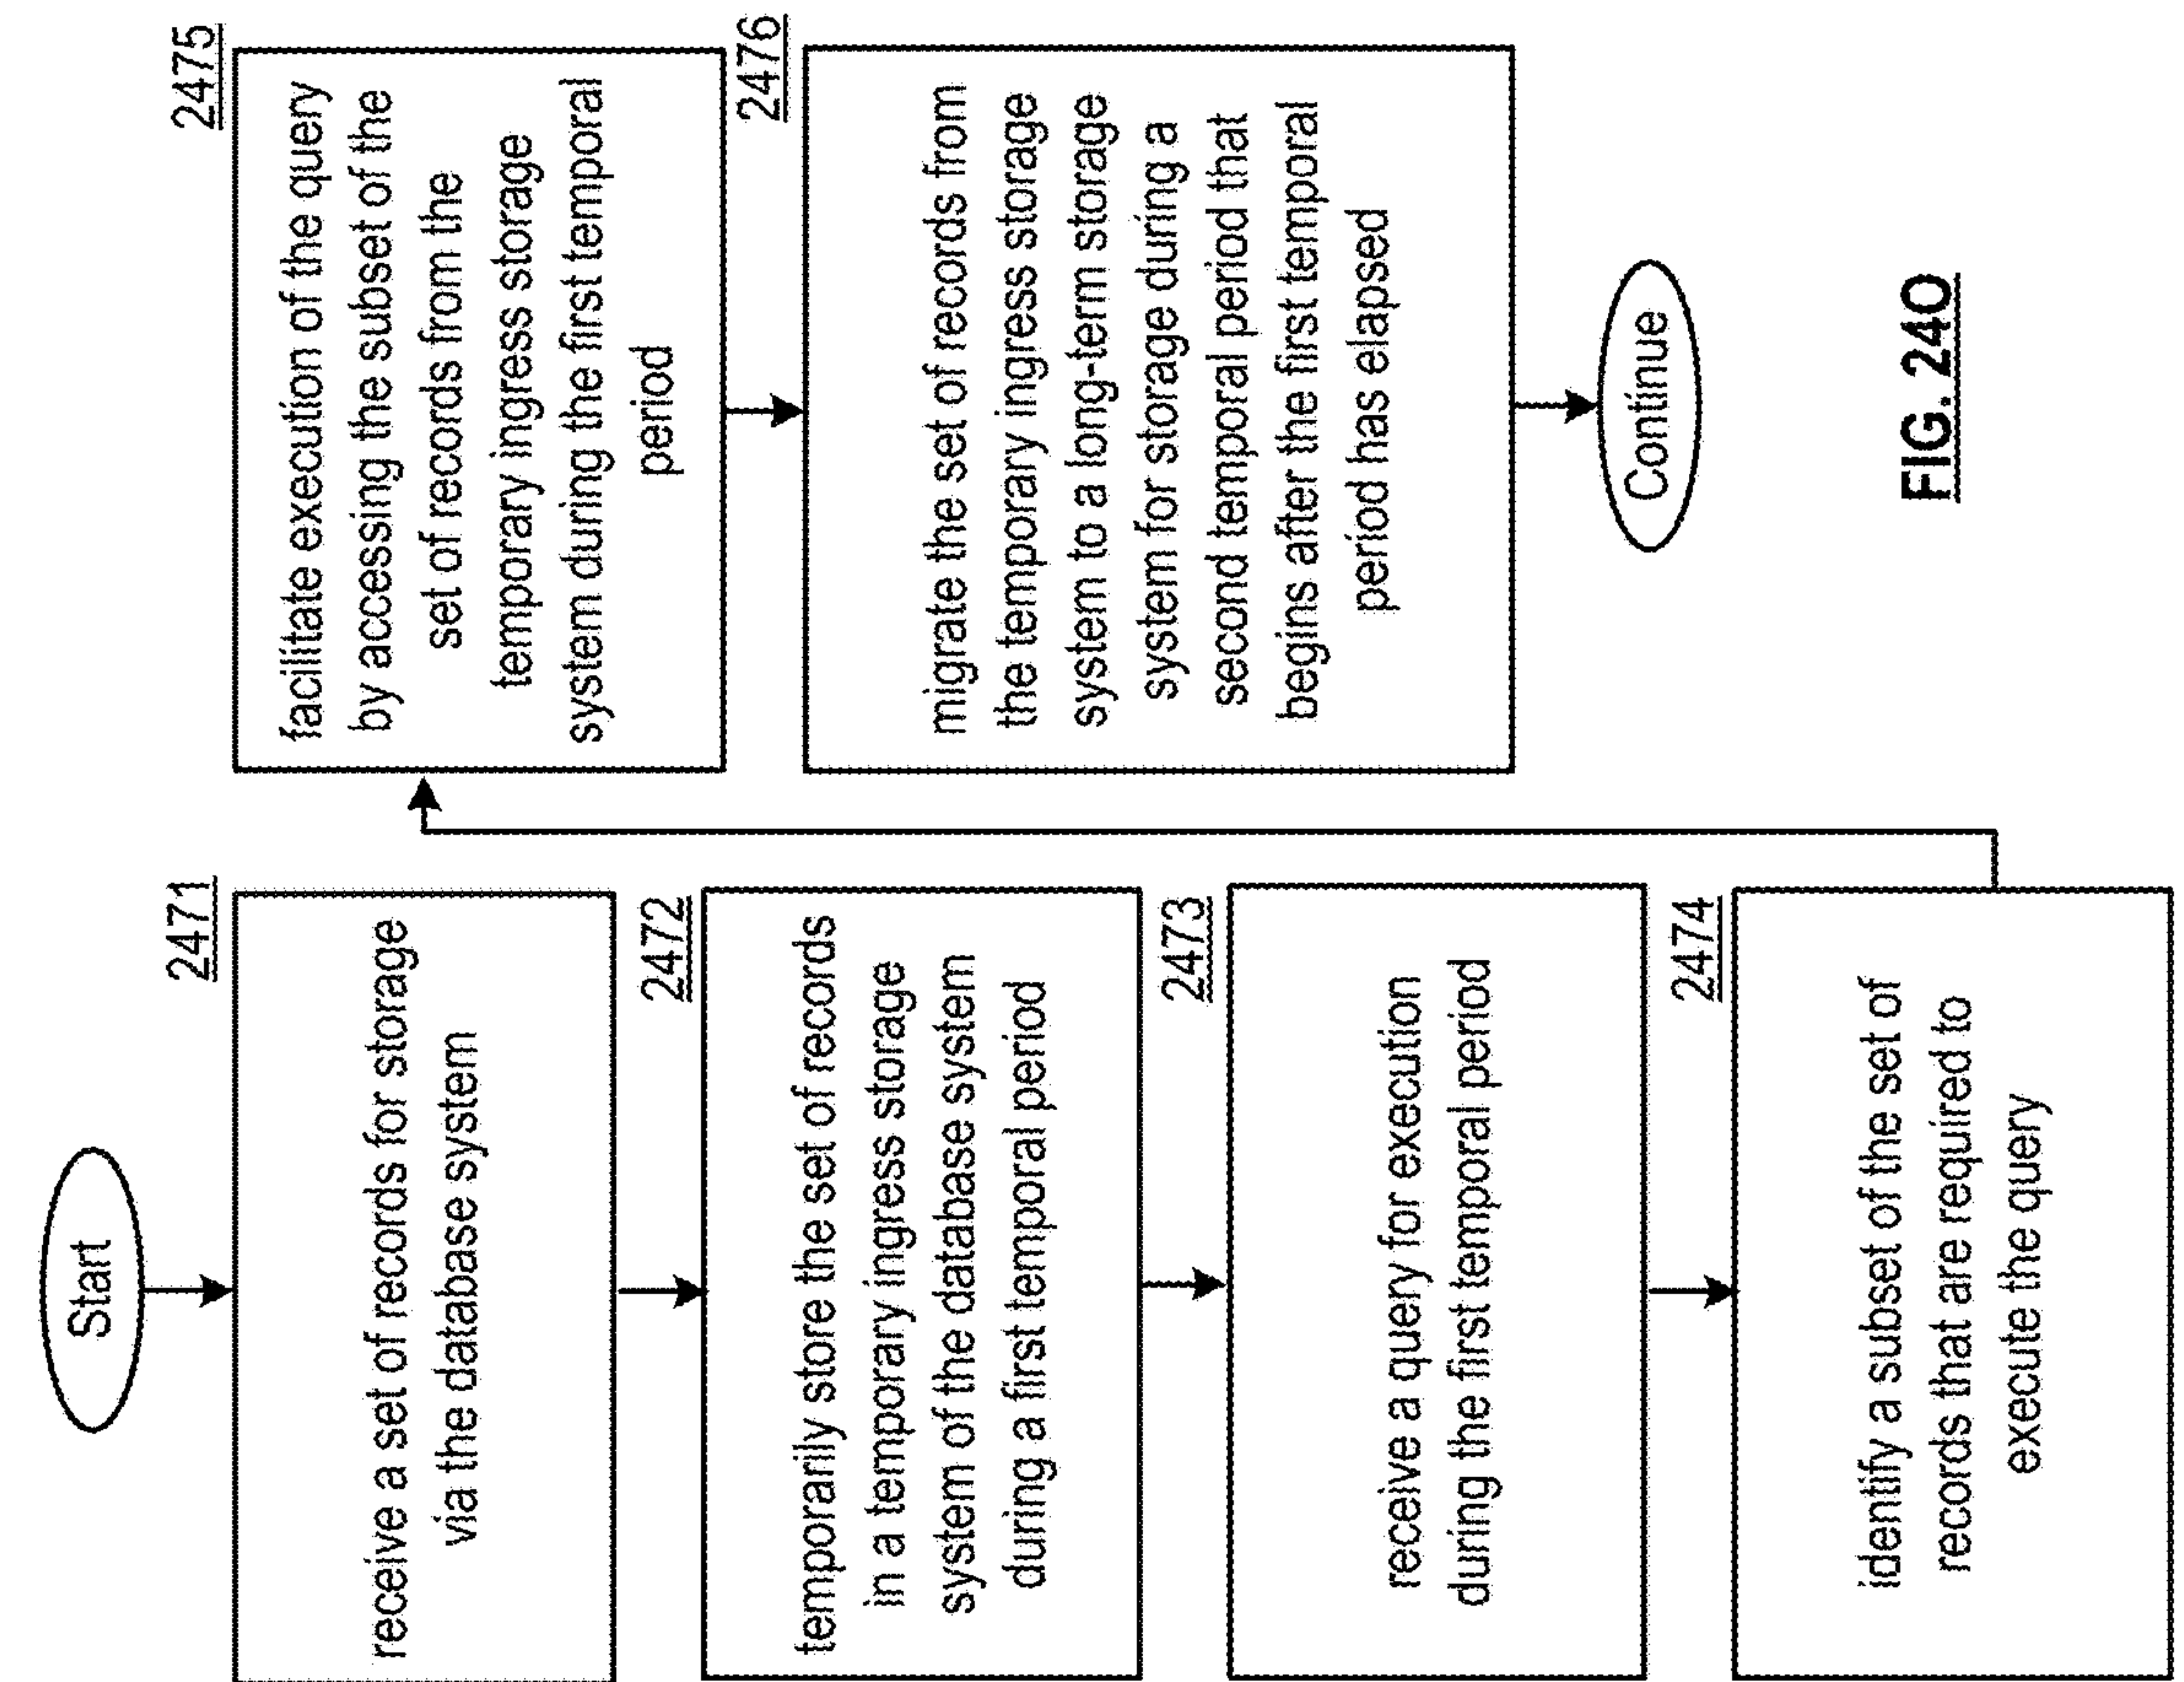 Start
2471
receive a set of records for storage
via the database system
2472
temporarily store the set of records
in a temporary ingress storage
system of the database system
during a first temporal period
2473
receive a query for execution
during the first temporal period
2474
identify a subset of the set of
records that are required to
execute the query
2475
facilitate execution of the query
by accessing the subset of the
set of records from the
temporary ingress storage
system during the first temporal
period
2476
migrate the set of records from
the temporary ingress storage
system to a long-term storage
system for storage during a
second temporal period that
begins after the first temporal
period has elapsed
Continue
FIG. 24O